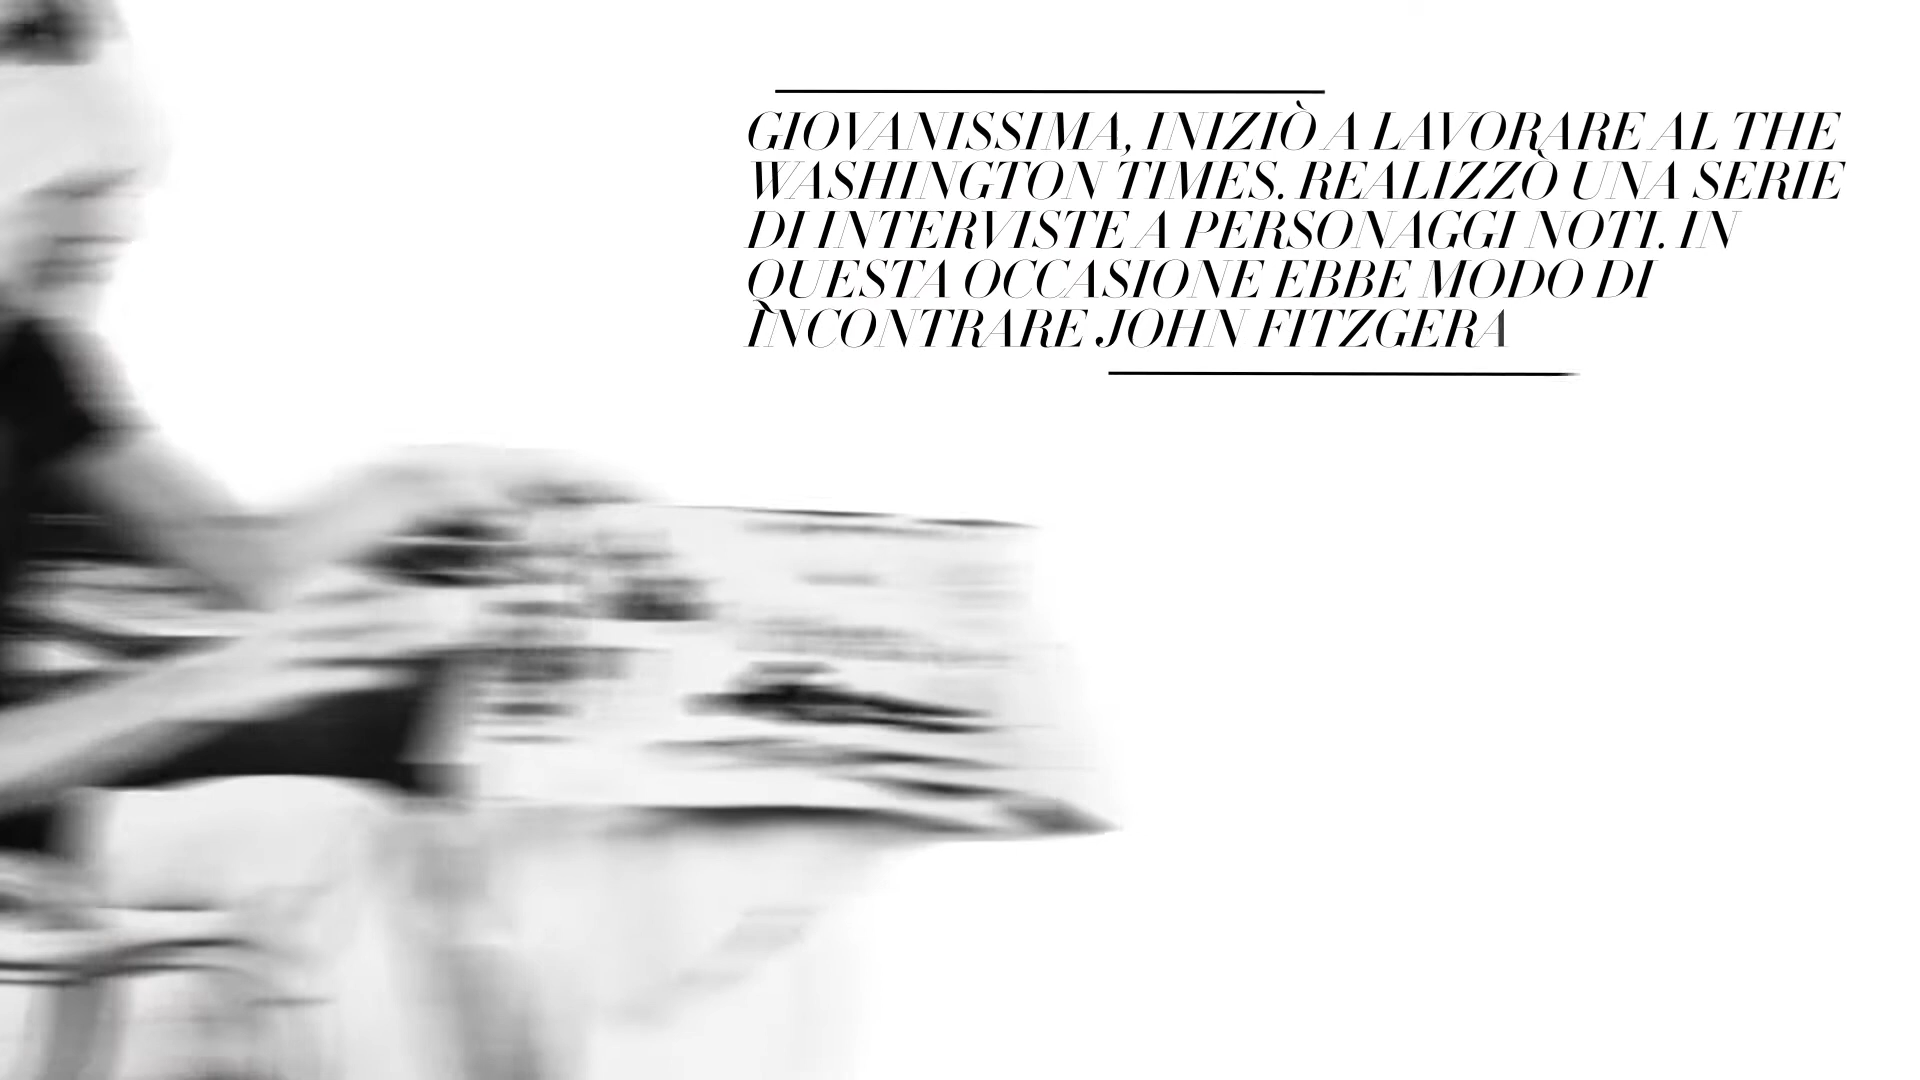 GIOVANISSIMA, INIZIÒ A LAVORARE AL THE
WASHINGTON TIMES. REALIZZÒ UNA SERIE
DI INTERVISTE A PERSONAGGI NOTI. IN
QUESTA OCCASIONE EBBE MODO DI
ÌNCONTRARE JOHN FITZGERA